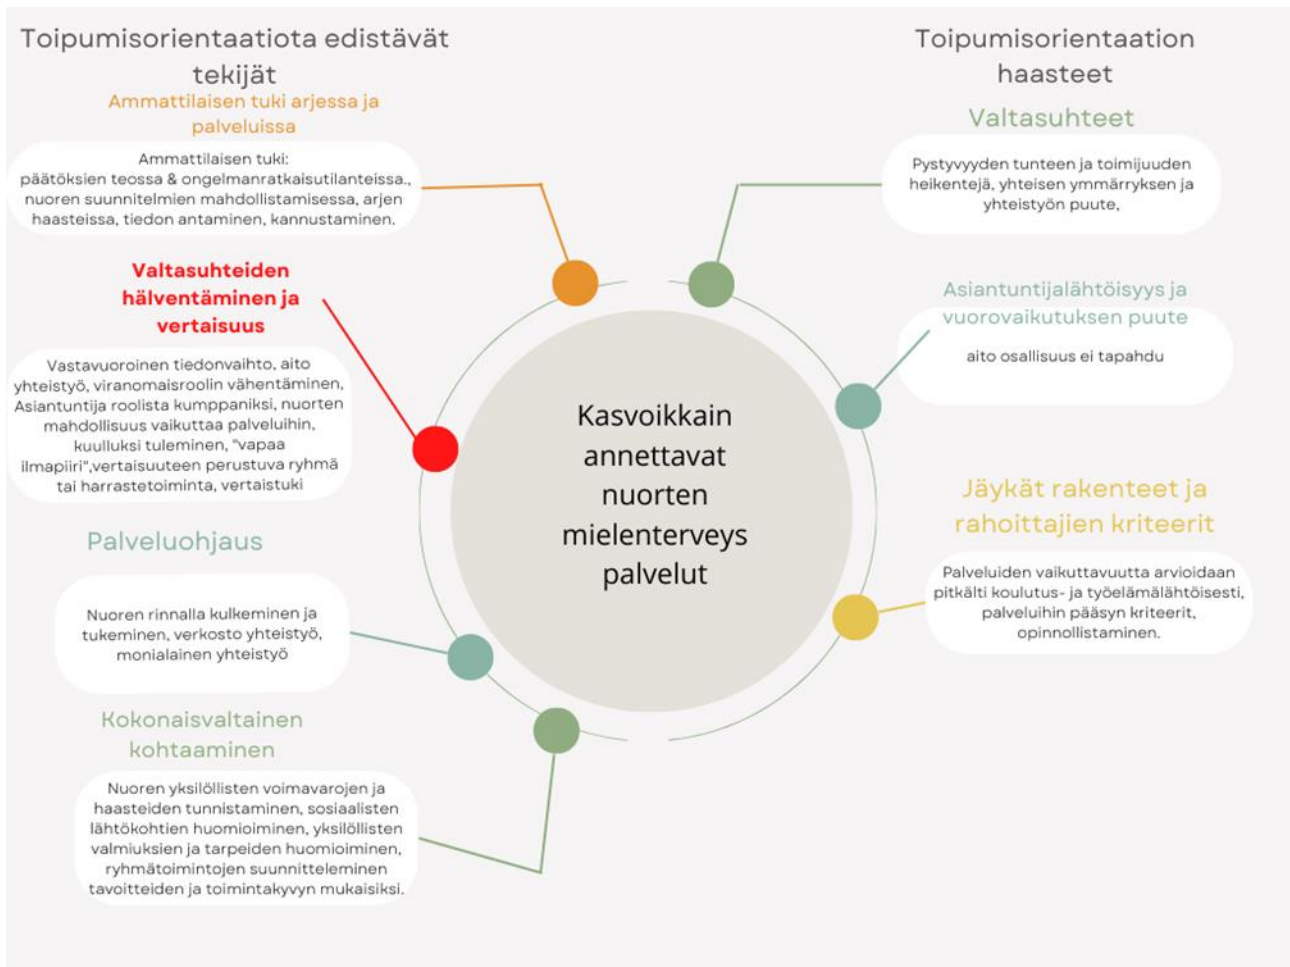 Toipumisorientaatiota edistävät
tekijät
Ammattilaisen tuki arjessa ja
palveluissa
Ammattilaisen tuki:
päätöksien teossa & ongelmanratkaisutilanteissa.,
nuoren suunnitelmien mahdollistamisessa, arjen
haasteissa, tiedon antaminen, kannustaminen.
Valtasuhteiden
hälventäminen ja
vertaisuus
Vastavuoroinen tiedonvaihto, aito
yhteistyö, viranomaisroolin vähentäminen,
Asiantuntija roolista kumppaniksi, nuorten
mahdollisuus vaikuttaa palveluihin,
kuulluksi tuleminen, "vapaa
ilmapiiri",vertaisuuteen perustuva ryhmä
tai harrastetoiminta, vertaistuki
Palveluohjaus
Nuoren rinnalla kulkeminen ja
tukeminen, verkosto yhteistyö,
monialainen yhteistyö
Kokonaisvaltainen
kohtaaminen
Nuoren yksilöllisten voimavarojen ja
haasteiden tunnistaminen, sosiaalisten
lähtökohtien huomioiminen, yksilöllisten
valmiuksien ja tarpeiden huomioiminen,
ryhmätoimintojen suunnitteleminen
tavoitteiden ja toimintakyvyn mukaisiksi.
Kasvoikkain
annettavat
nuorten
mielenterveys
palvelut
Toipumisorientaation
haasteet
Valtasuhteet
Pystyvyyden tunteen ja toimijuuden
heikentejä, yhteisen ymmärryksen ja
yhteistyön puute,
Asiantuntijalähtöisyys ja
vuorovaikutuksen puute
aito osallisuus ei tapahdu
Jäykät rakenteet ja
rahoittajien kriteerit
Palveluiden vaikuttavuutta arvioidaan
pitkälti koulutus- ja työelämälähtöisesti,
palveluihin pääsyn kriteerit,
opinnollistaminen.